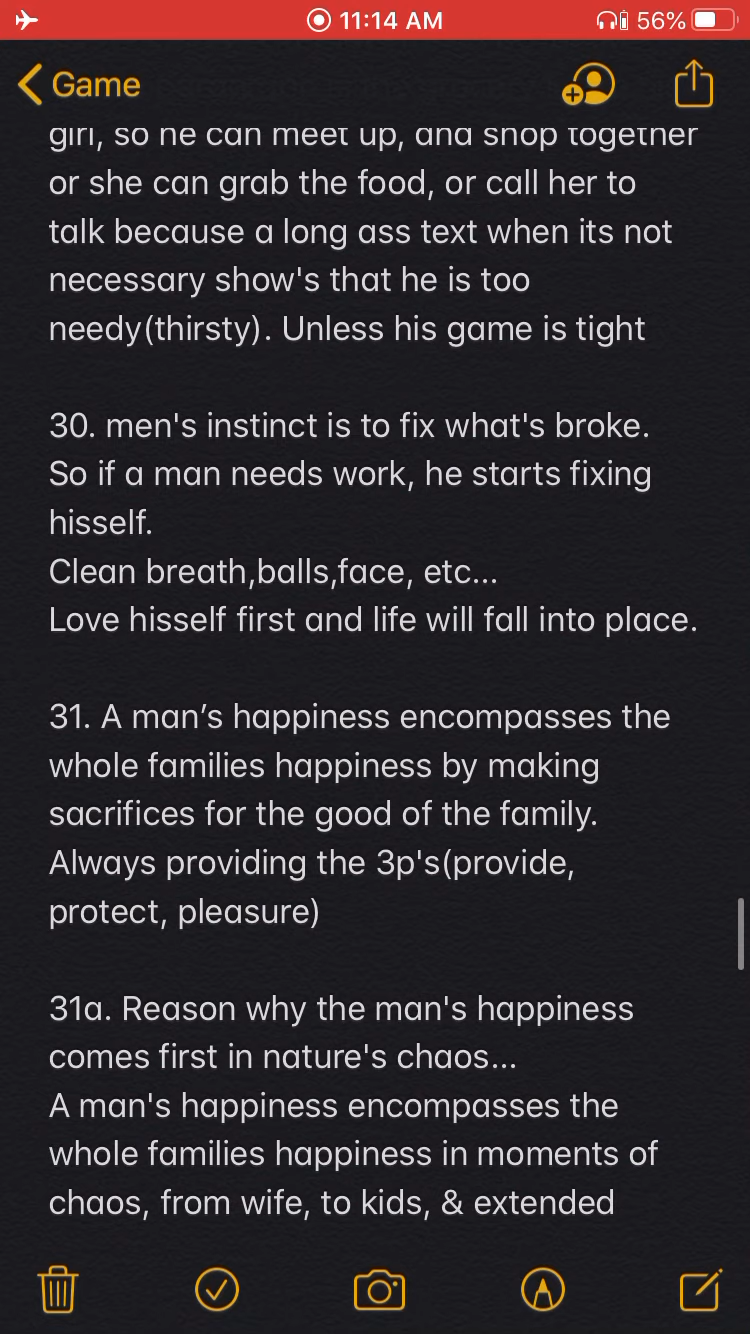 11:14 AM
56%
Game
girl, so he can meet up, and shop together
or she can grab the food, or call her to
talk because a long ass text when its not
necessary show's that he is too
needy(thirsty). Unless his game is tight
30. men's instinct is to fix what's broke.
So if a man needs work, he starts fixing
hisself.
Clean breath,balls,face, etc...
Love hisself first and life will fall into place.
31. A man’s happiness encompasses the
whole families happiness by making
sacrifices for the good of the family.
Always providing the 3p's(provide,
protect, pleasure)
31a. Reason why the man's happiness
comes first in nature's chaos...
A man's happiness encompasses the
whole families happiness in moments of
chaos, from wife, to kids, & extended